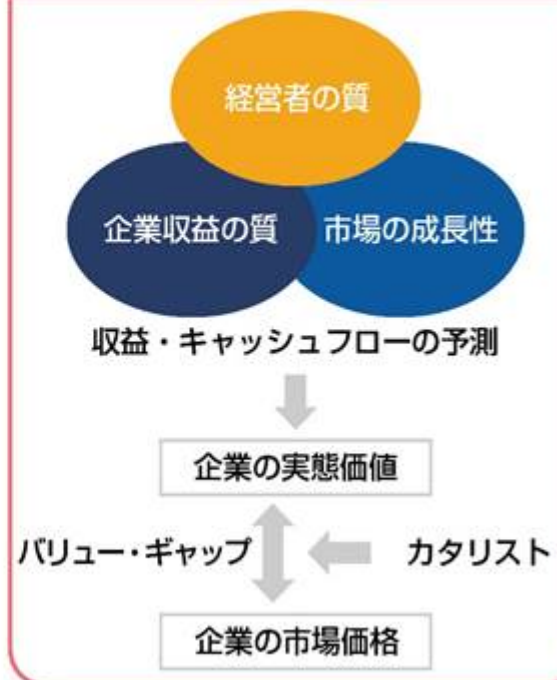 経営者の質
企業収益の質
市場の成長性
収益・キャッシュフローの予測
企業の実態価値
バリュー・ギャップ
カタリスト
企業の市場価格